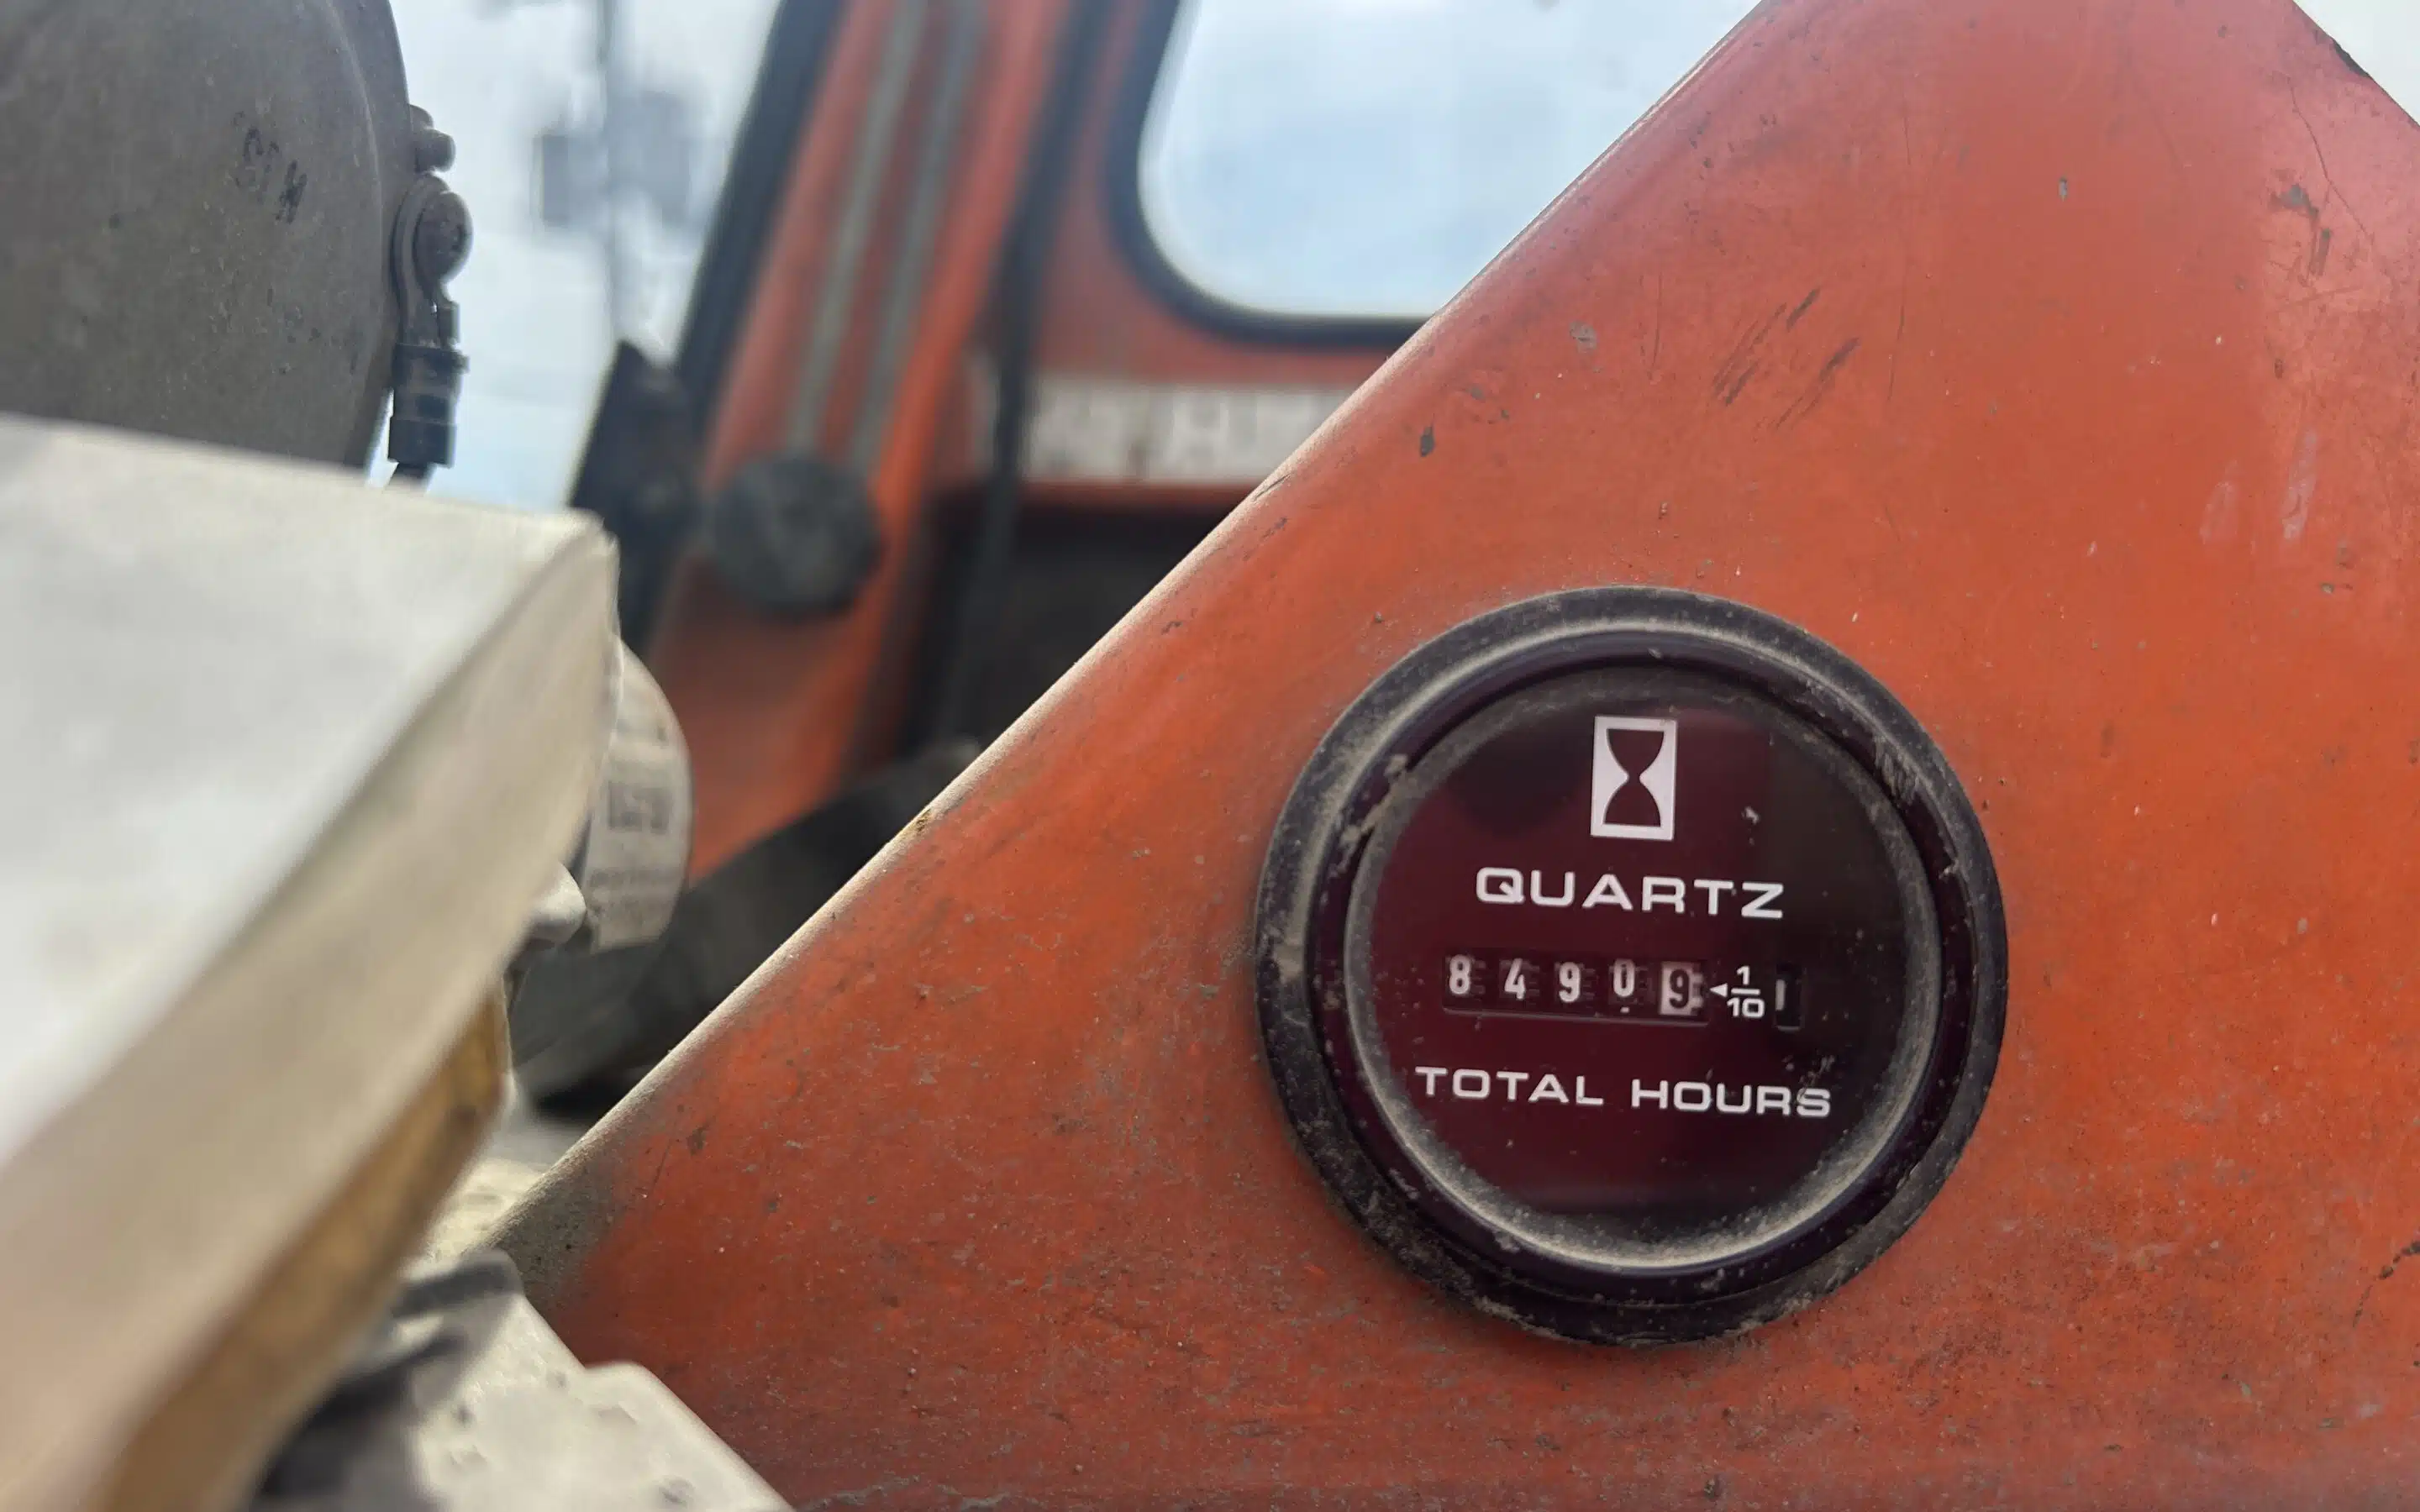 QUARTZ
84909 1/10
TOTAL HOURS